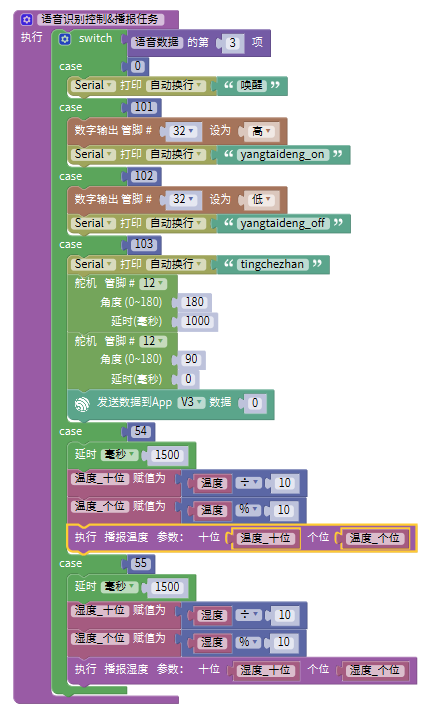 语音识别控制&播报任务
执行 switch 语音数据 的第 3 项
case 0
Serial 打印 自动换行 “ 唤醒 ”
case 101
数字输出 管脚 # 32 设为 高
Serial 打印 自动换行 “ yangtaideng_on ”
case 102
数字输出 管脚 # 32 设为 低
Serial 打印 自动换行 “ yangtaideng_off ”
case 103
Serial 打印 自动换行 “ tingchezhan ”
舵机 管脚 # 12
角度 (0~180) 180
延时(毫秒) 1000
舵机 管脚 # 12
角度 (0~180) 90
延时(毫秒) 0
发送数据到App V3 数据 0
case 54
延时 毫秒 1500
温度_十位 赋值为 温度 ÷ 10
温度_个位 赋值为 温度 % 10
执行 播报温度 参数： 十位 温度_十位 个位 温度_个位
case 55
延时 毫秒 1500
湿度_十位 赋值为 湿度 ÷ 10
湿度_个位 赋值为 湿度 % 10
执行 播报湿度 参数： 十位 湿度_十位 个位 湿度_个位